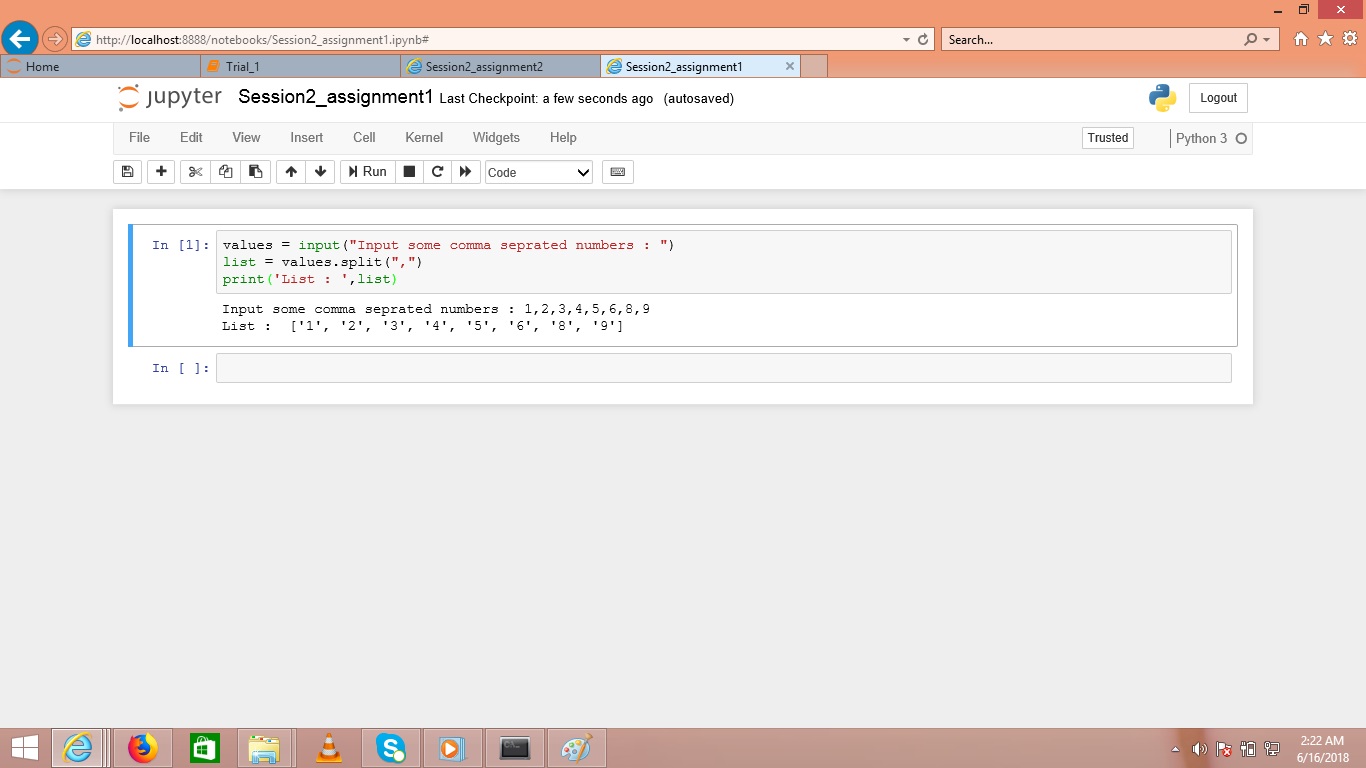 http://localhost:8888/notebooks/Session2_assignment1.ipynb#
Search...
Home
Trial_1
Session2_assignment2
Session2_assignment1
jupyter Session2_assignment1 Last Checkpoint: a few seconds ago (autosaved)
Logout
File Edit View Insert Cell Kernel Widgets Help
Trusted
Python 3
Run
Code
In [1]: values = input("Input some comma seprated numbers : ")
list = values.split(",")
print('List : ',list)
Input some comma seprated numbers : 1,2,3,4,5,6,8,9
List :  ['1', '2', '3', '4', '5', '6', '8', '9']
In [ ]:
2:22 AM
6/16/2018